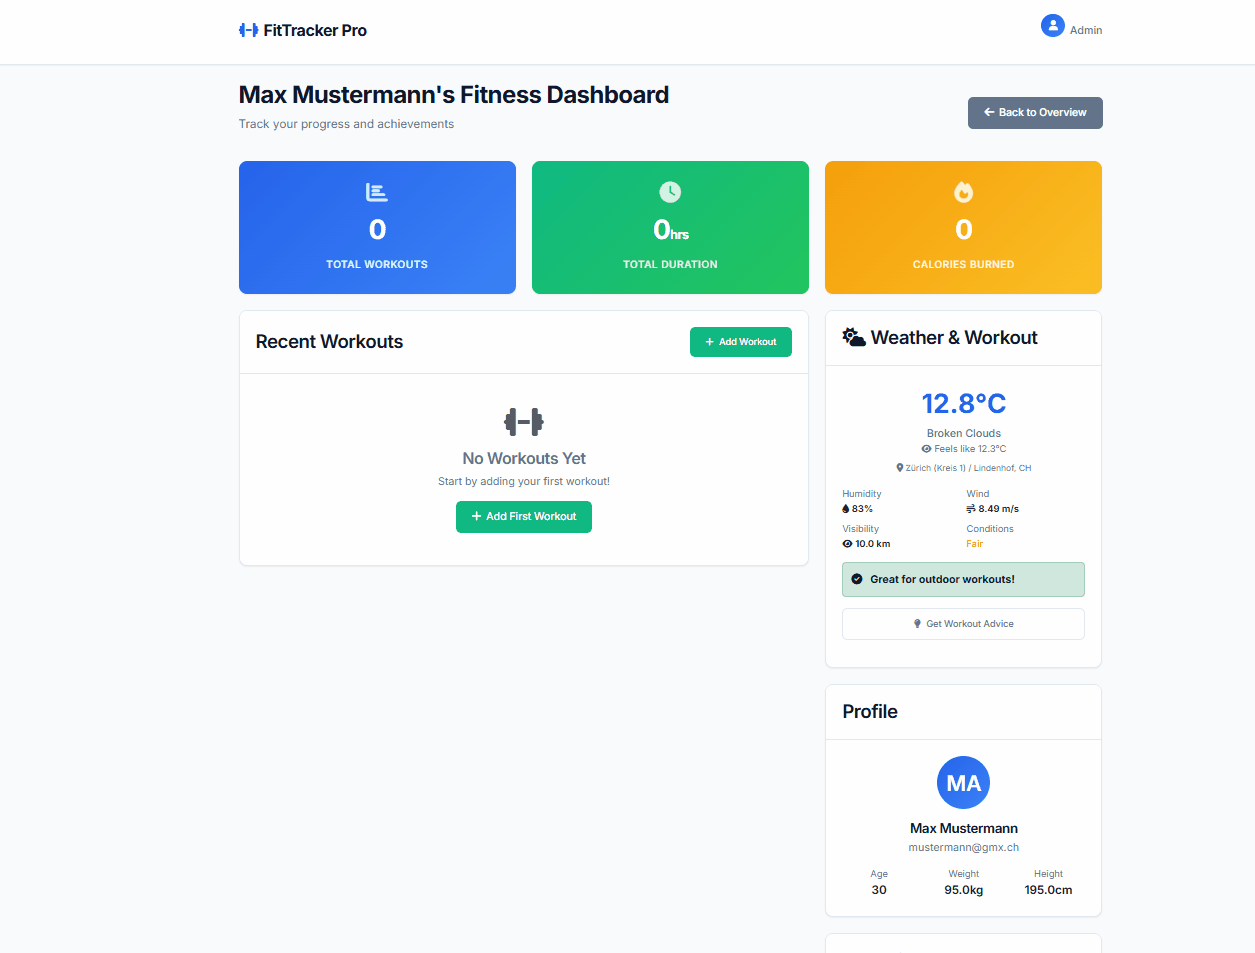 FitTracker Pro
Admin
Max Mustermann's Fitness Dashboard
Track your progress and achievements
Back to Overview
0
TOTAL WORKOUTS
0hrs
TOTAL DURATION
0
CALORIES BURNED
Recent Workouts
Add Workout
No Workouts Yet
Start by adding your first workout!
Add First Workout
Weather & Workout
12.8°C
Broken Clouds
Feels like 12.3°C
Zürich (Kreis 1) / Lindenhof, CH
Humidity
83%
Wind
8.49 m/s
Visibility
10.0 km
Conditions
Fair
Great for outdoor workouts!
Get Workout Advice
Profile
MA
Max Mustermann
mustermann@gmx.ch
Age
30
Weight
95.0kg
Height
195.0cm